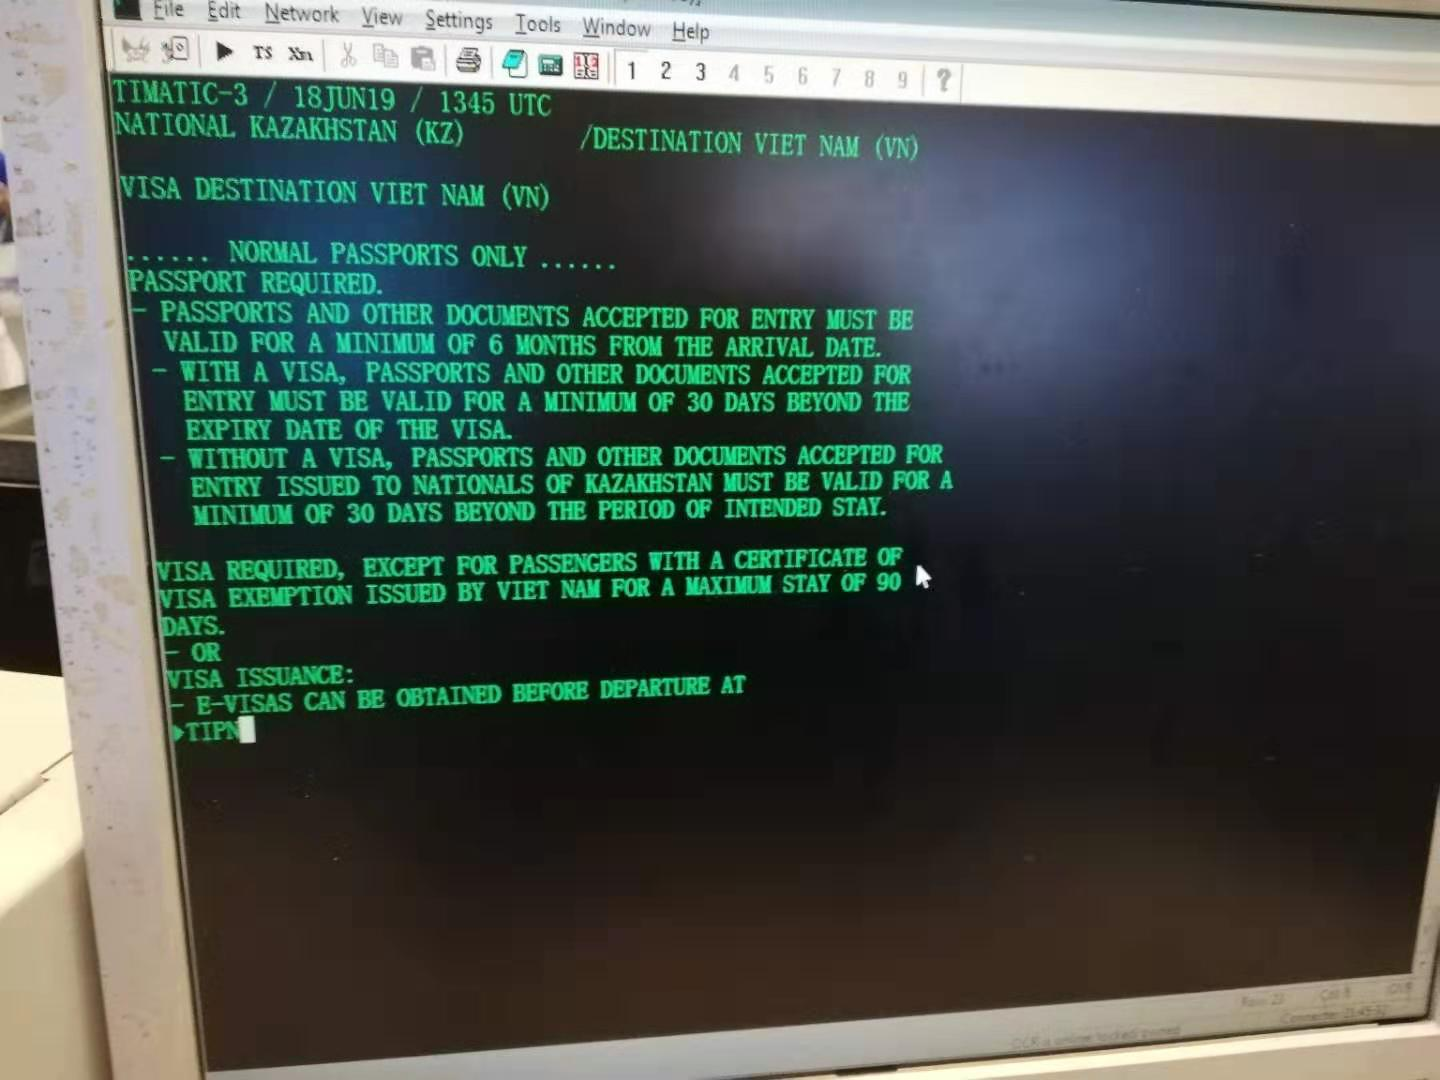 File Edit Network View Settings Tools Window Help
TS Xm 1 2 3 4 5 6 7 8 9 ?
TIMATIC-3 / 18JUN19 / 1345 UTC
NATIONAL KAZAKHSTAN (KZ) /DESTINATION VIET NAM (VN)
VISA DESTINATION VIET NAM (VN)
...... NORMAL PASSPORTS ONLY ......
PASSPORT REQUIRED.
- PASSPORTS AND OTHER DOCUMENTS ACCEPTED FOR ENTRY MUST BE
VALID FOR A MINIMUM OF 6 MONTHS FROM THE ARRIVAL DATE.
- WITH A VISA, PASSPORTS AND OTHER DOCUMENTS ACCEPTED FOR
ENTRY MUST BE VALID FOR A MINIMUM OF 30 DAYS BEYOND THE
EXPIRY DATE OF THE VISA.
- WITHOUT A VISA, PASSPORTS AND OTHER DOCUMENTS ACCEPTED FOR
ENTRY ISSUED TO NATIONALS OF KAZAKHSTAN MUST BE VALID FOR A
MINIMUM OF 30 DAYS BEYOND THE PERIOD OF INTENDED STAY.
VISA REQUIRED, EXCEPT FOR PASSENGERS WITH A CERTIFICATE OF
VISA EXEMPTION ISSUED BY VIET NAM FOR A MAXIMUM STAY OF 90
DAYS.
- OR
VISA ISSUANCE:
- E-VISAS CAN BE OBTAINED BEFORE DEPARTURE AT
▶TIPN